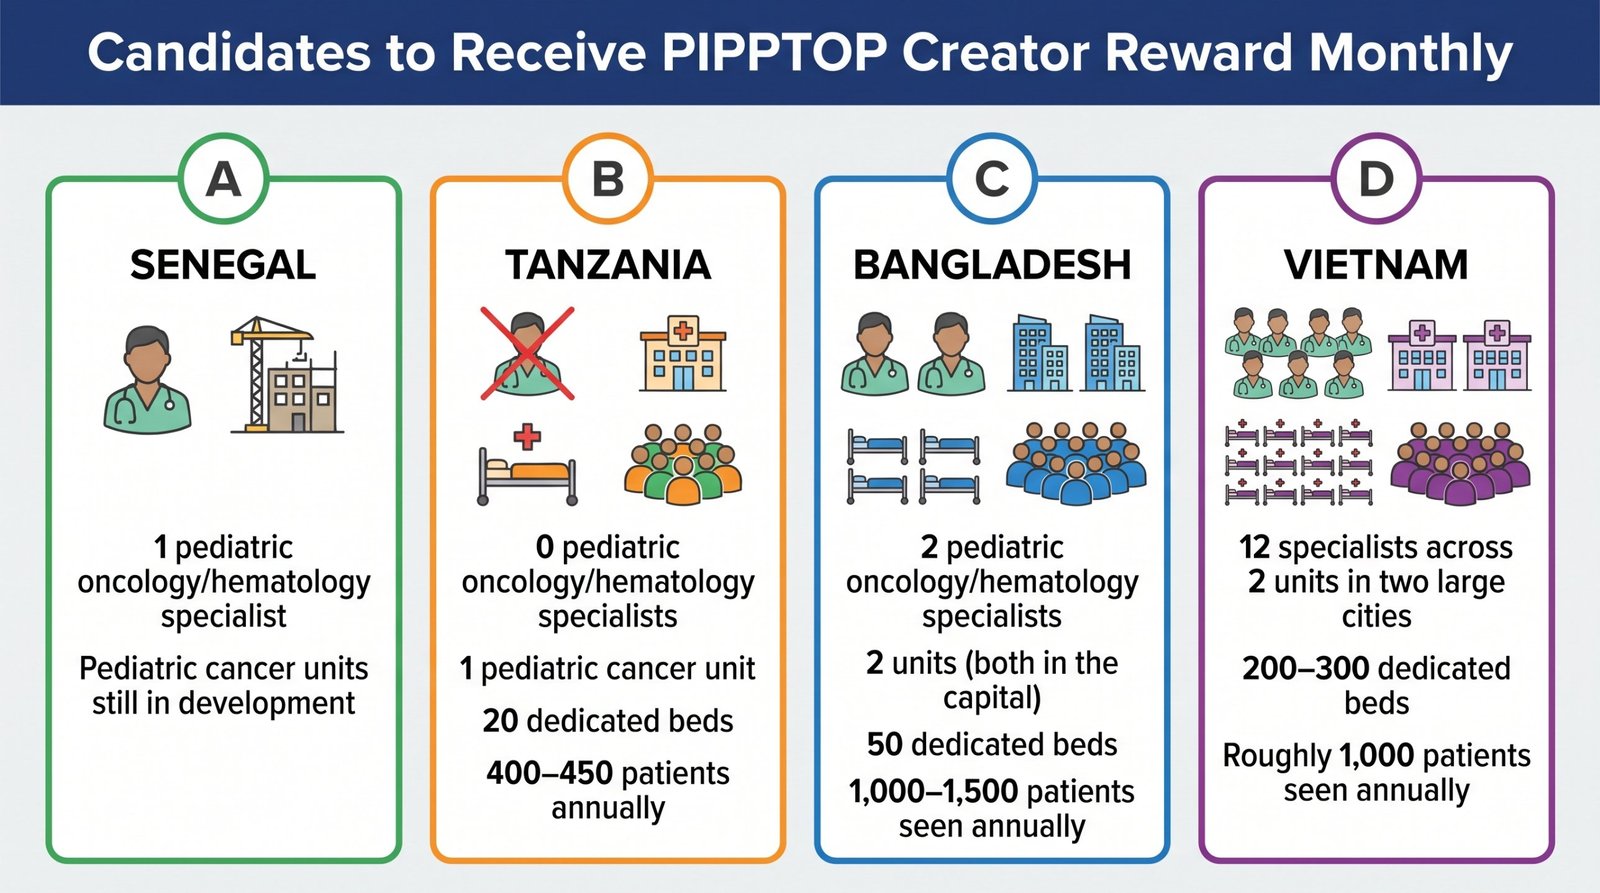 Candidates to Receive PIPPTOP Creator Reward Monthly
A
SENEGAL
1 pediatric
oncology/hematology
specialist
Pediatric cancer units
still in development
B
TANZANIA
0 pediatric
oncology/hematology
specialists
1 pediatric cancer unit
20 dedicated beds
400–450 patients
annually
C
BANGLADESH
2 pediatric
oncology/hematology
specialists
2 units (both in the
capital)
50 dedicated beds
1,000–1,500 patients
seen annually
D
VIETNAM
12 specialists across
2 units in two large
cities
200–300 dedicated
beds
Roughly 1,000 patients
seen annually